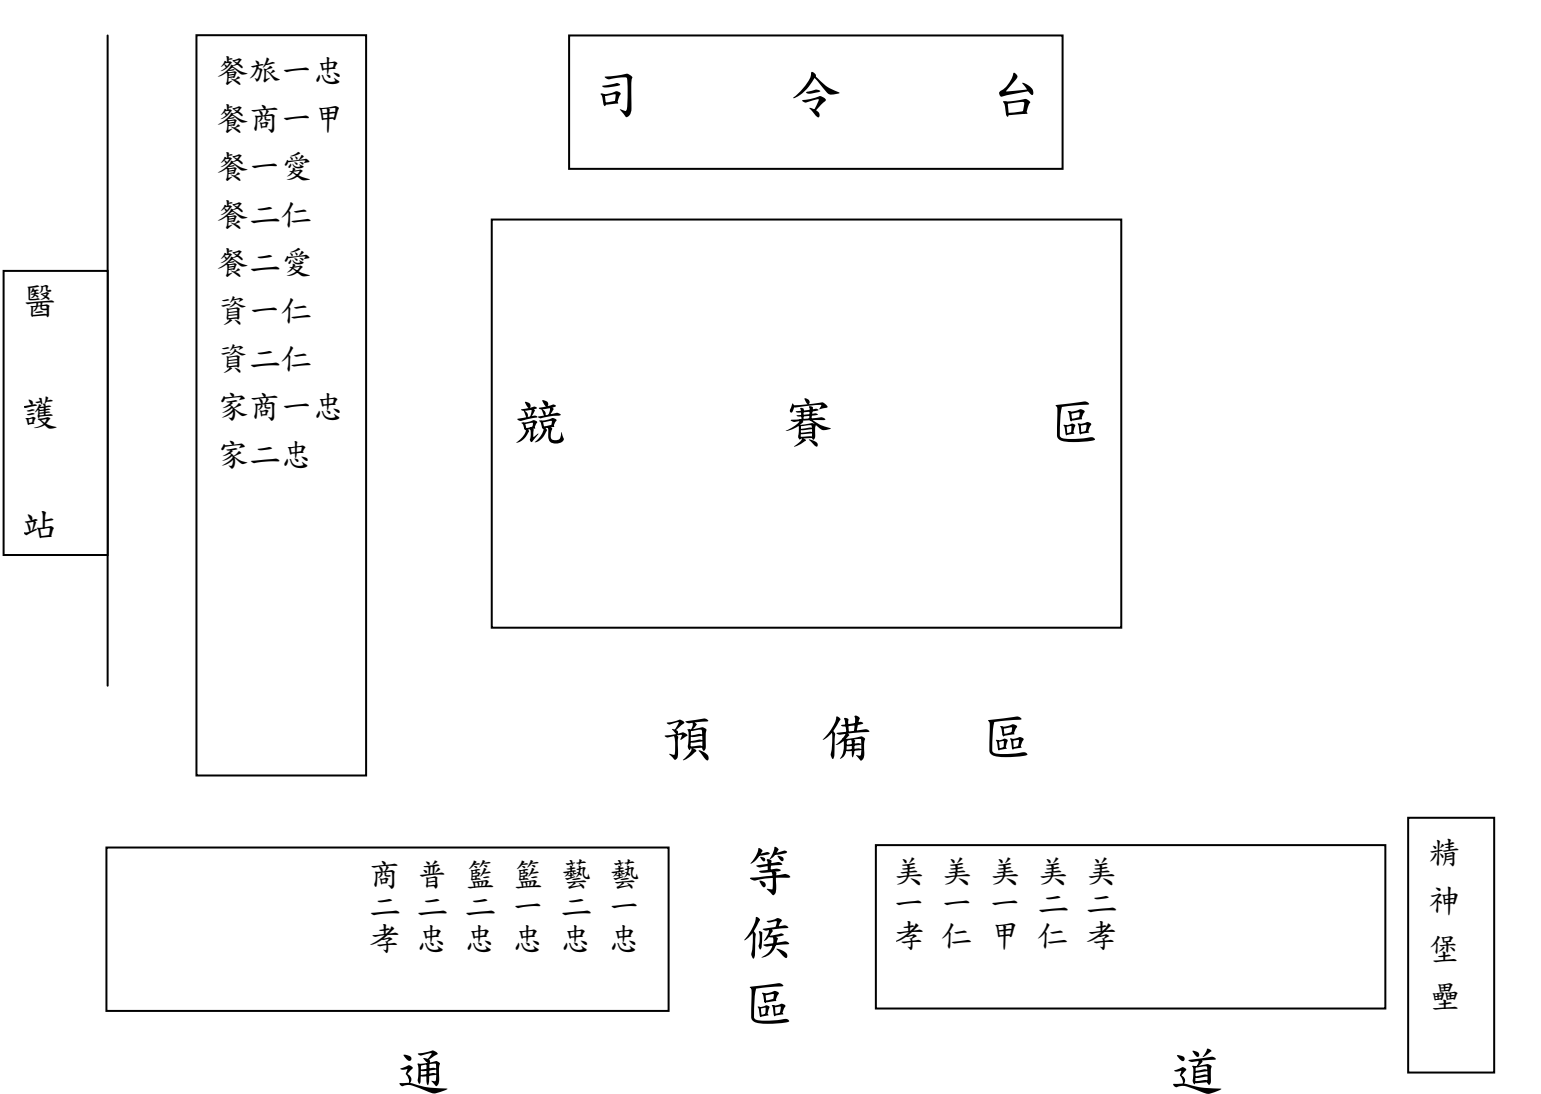 司令台
餐旅一忠
餐商一甲
餐一愛
餐二仁
餐二愛
資一仁
資二仁
家商一忠
家二忠
醫護站
競賽區
預備區
商二孝
普二忠
籃二忠
籃一忠
藝二忠
藝一忠
等候區
美一孝
美一仁
美一甲
美二仁
美二孝
精神堡壘
通道